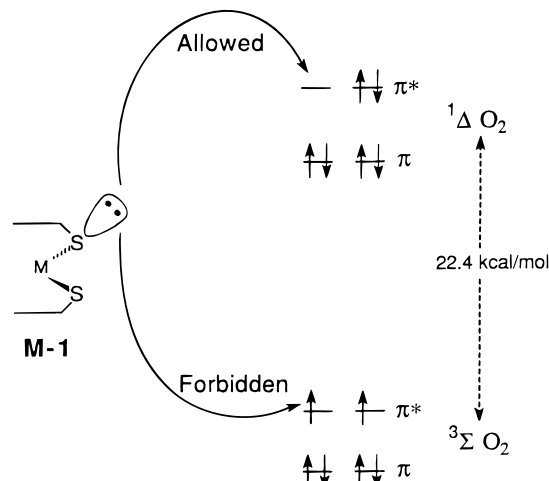 Allowed
π*
¹Δ O₂
π
S
M
22.4 kcal/mol
S
M-1
Forbidden
π*
³Σ O₂
π